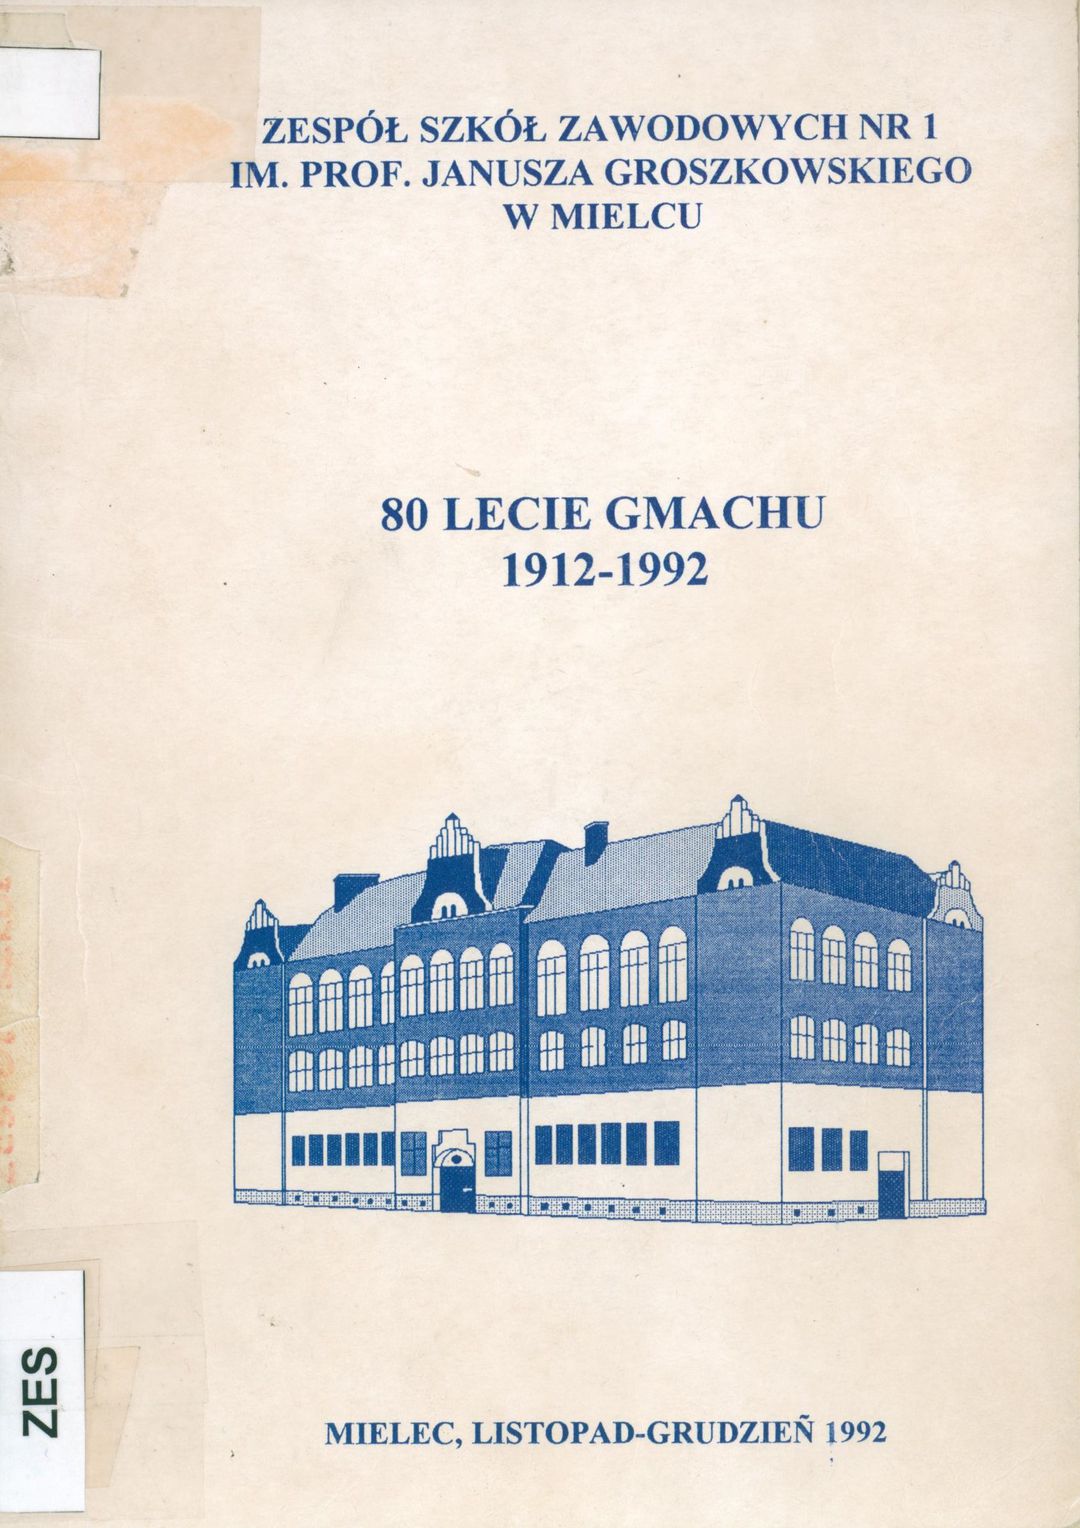 ZESPÓŁ SZKÓŁ ZAWODOWYCH NR 1
IM. PROF. JANUSZA GROSZKOWSKIEGO
W MIELCU
80 LECIE GMACHU
1912-1992
MIELEC, LISTOPAD-GRUDZIEÑ 1992
ZES